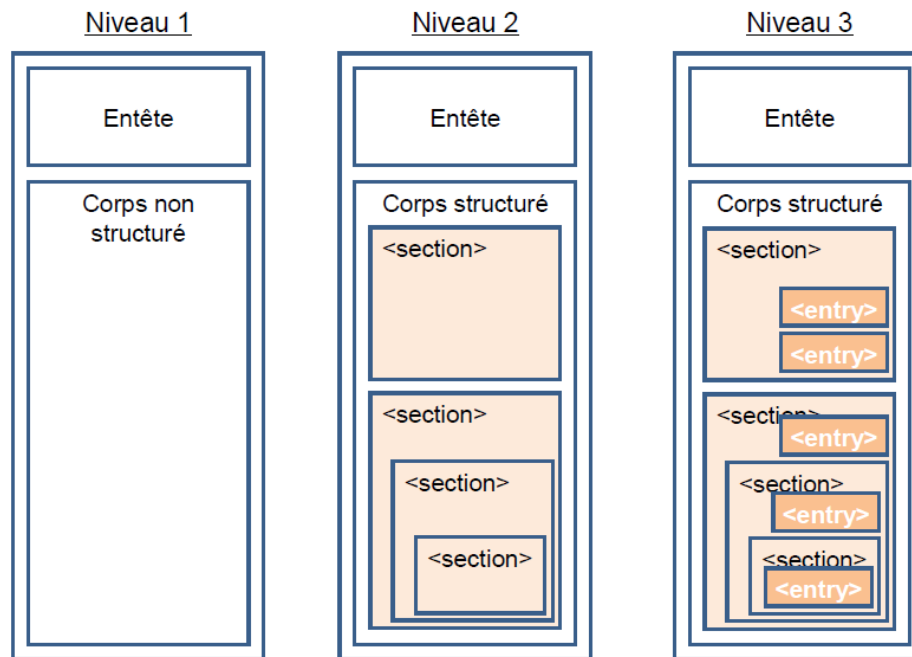 Niveau 1
Entête
Corps non
structuré
Niveau 2
Entête
Corps structuré
<section>
<section>
<section>
<section>
Niveau 3
Entête
Corps structuré
<section>
<entry>
<entry>
<section>
<entry>
<section>
<entry>
<section>
<entry>